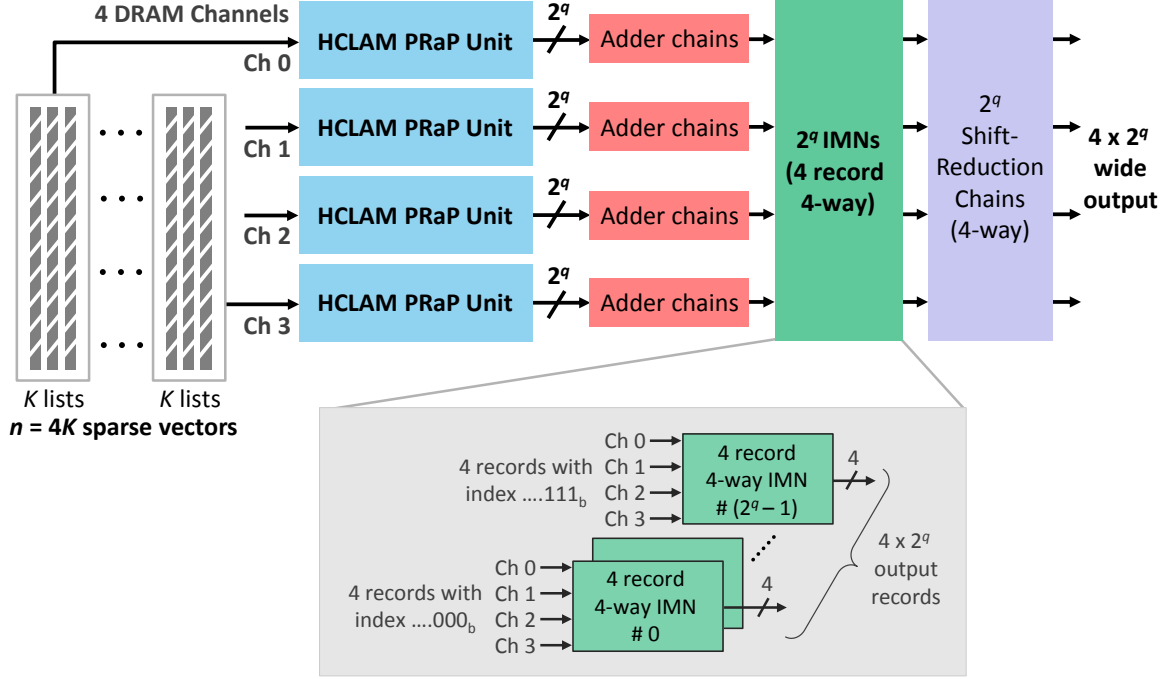 4 DRAM Channels
Ch 0
HCLAM PRaP Unit
2^q
Adder chains
Ch 1
HCLAM PRaP Unit
2^q
Adder chains
Ch 2
HCLAM PRaP Unit
2^q
Adder chains
Ch 3
HCLAM PRaP Unit
2^q
Adder chains
2^q IMNs
(4 record
4-way)
2^q
Shift-
Reduction
Chains
(4-way)
4 x 2^q
wide
output
K lists
K lists
n = 4K sparse vectors
4 records with
index ....111_b
Ch 0
Ch 1
Ch 2
Ch 3
4 record
4-way IMN
# (2^q – 1)
4
4 records with
index ....000_b
Ch 0
Ch 1
Ch 2
Ch 3
4 record
4-way IMN
# 0
4
4 x 2^q
output
records